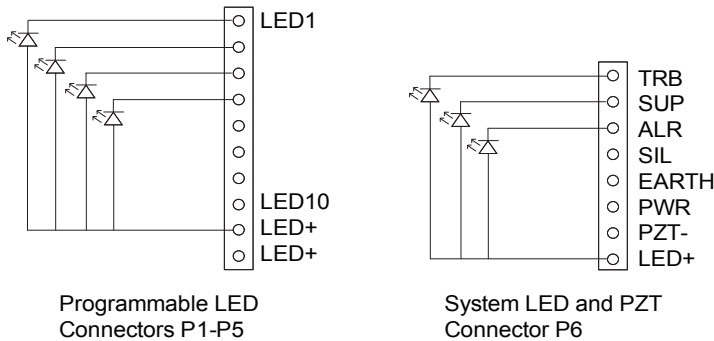 LED1
LED10
LED+
LED+
Programmable LED
Connectors P1-P5
TRB
SUP
ALR
SIL
EARTH
PWR
PZT-
LED+
System LED and PZT
Connector P6